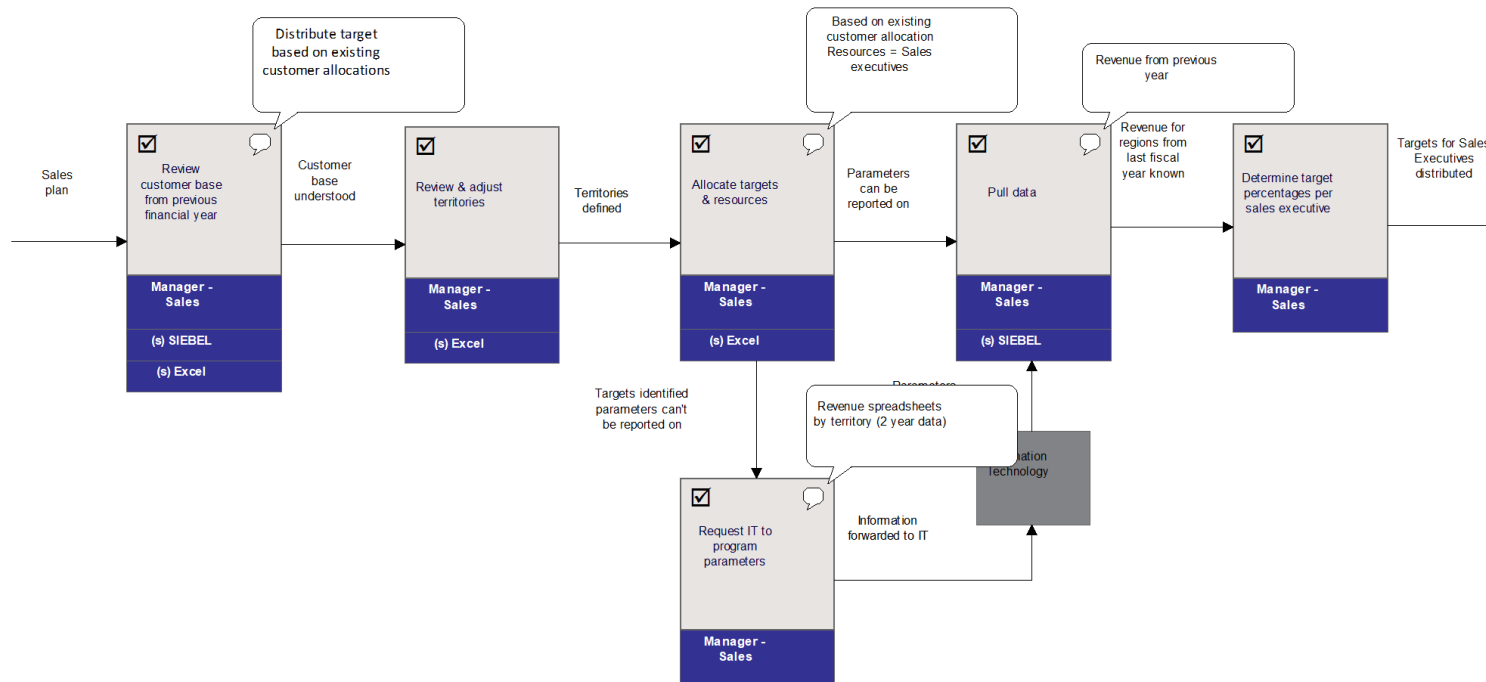 Distribute target
based on existing
customer allocations
Based on existing
customer allocation
Resources = Sales
executives
Revenue from previous
year
Sales
plan
Review
customer base
from previous
financial year
Manager -
Sales
(s) SIEBEL
(s) Excel
Customer
base
understood
Review & adjust
territories
Manager -
Sales
(s) Excel
Territories
defined
Allocate targets
& resources
Manager -
Sales
(s) Excel
Parameters
can be
reported on
Pull data
Manager -
Sales
(s) SIEBEL
Revenue for
regions from
last fiscal
year known
Determine target
percentages per
sales executive
Manager -
Sales
Targets for Sales
Executives
distributed
Targets identified
parameters can't
be reported on
Revenue spreadsheets
by territory (2 year data)
Request IT to
program
parameters
Manager -
Sales
Information
forwarded to IT
Technology